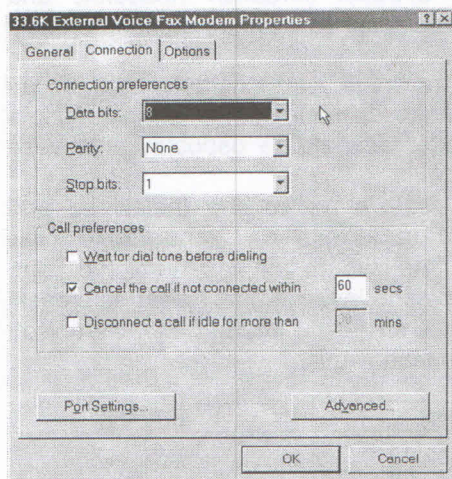 33.6K External Voice Fax Modem Properties
General Connection Options
Connection preferences
Data bits: 8
Parity: None
Stop bits: 1
Call preferences
Wait for dial tone before dialing
Cancel the call if not connected within 60 secs
Disconnect a call if idle for more than 30 mins
Port Settings...
Advanced...
OK Cancel